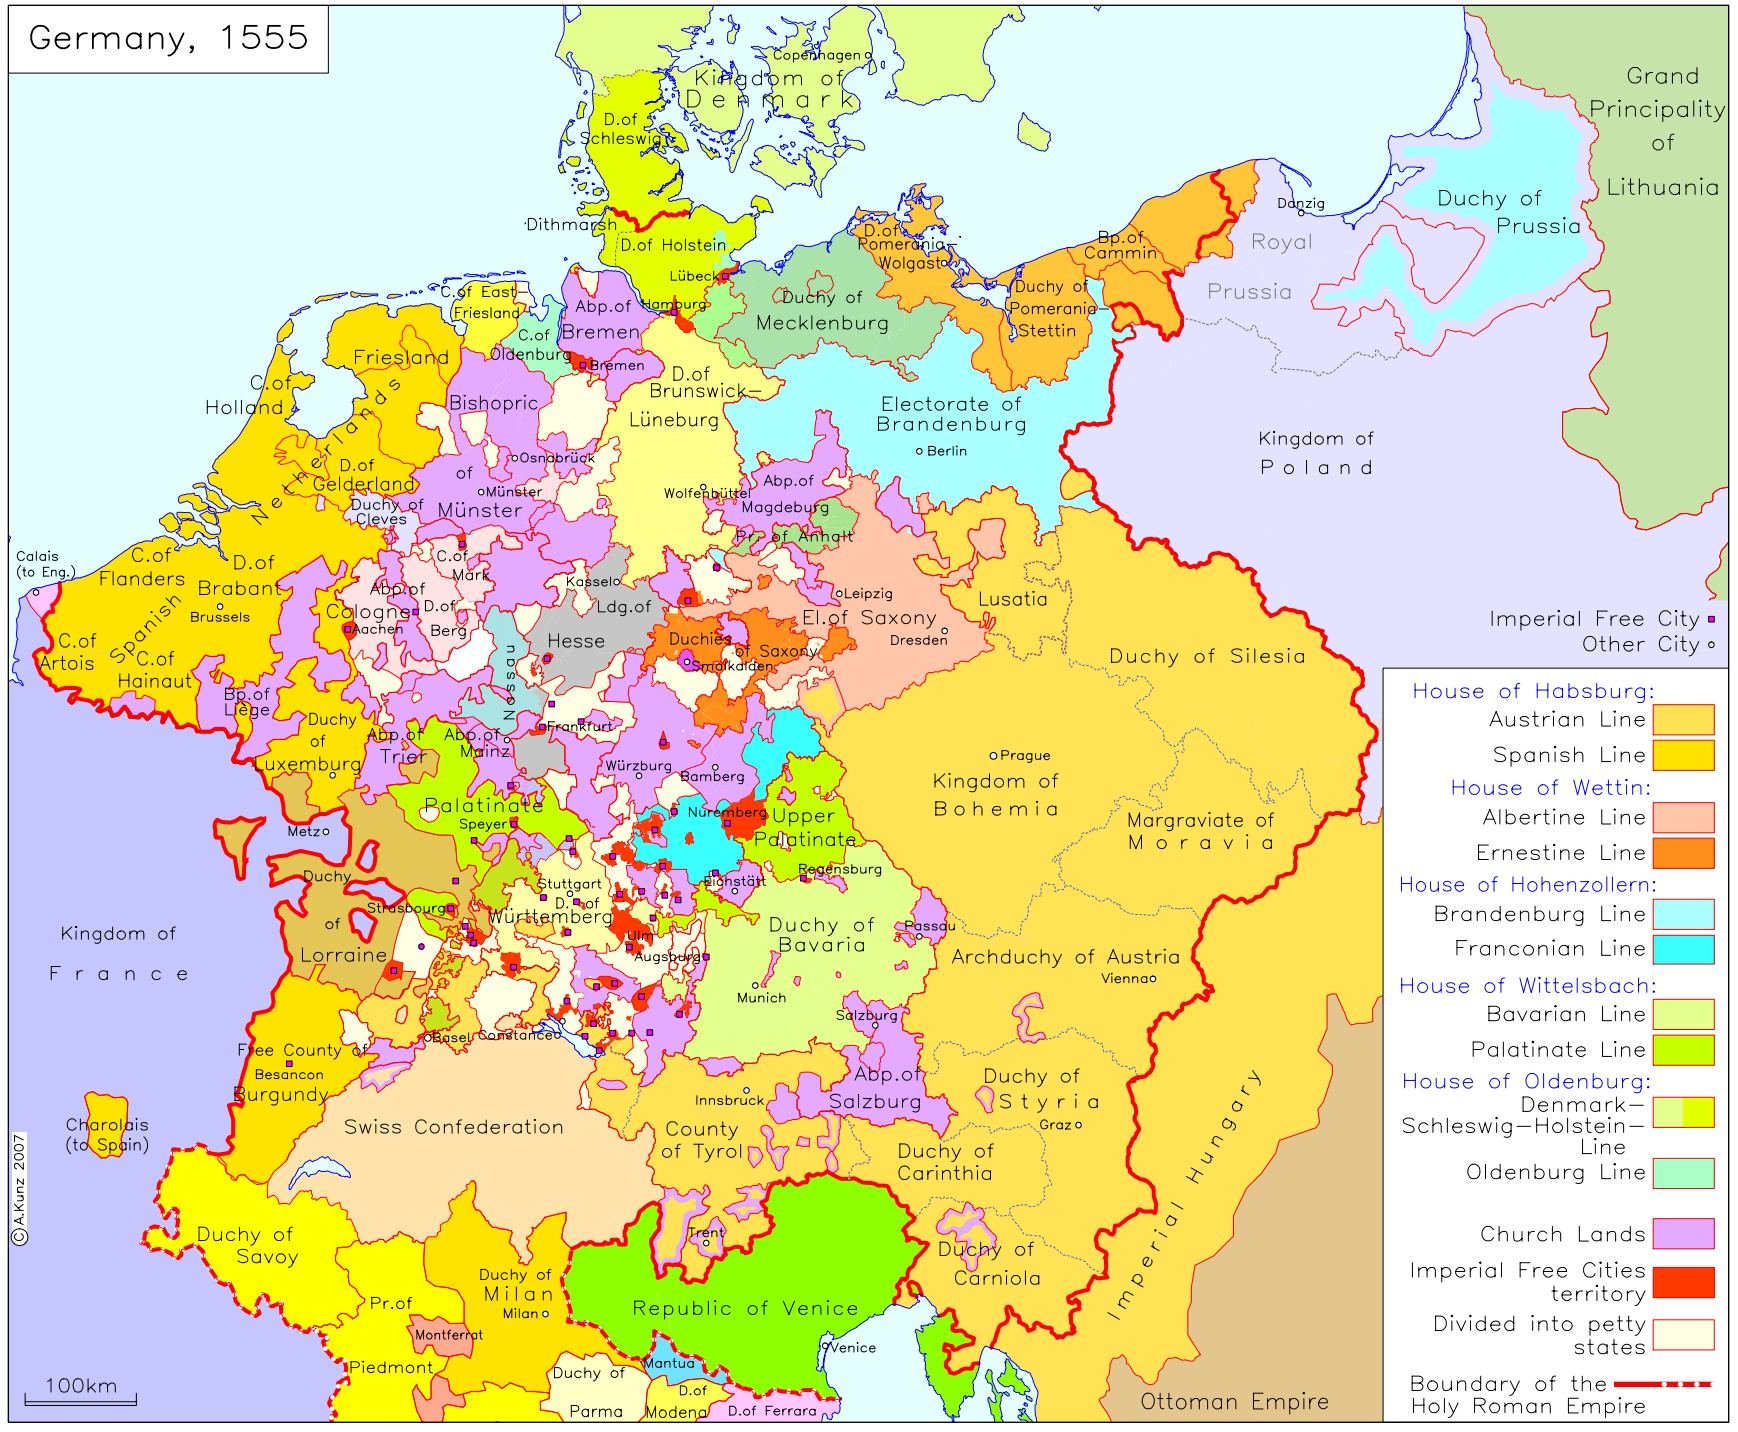 Germany, 1555
Copenhagen
Kingdom of
Denmark
D.of
Schleswig
Dithmarsh
D.of Holstein
Lübeck
Hamburg
Grand
Principality
of
Lithuania
Duchy of
Prussia
Danzig
Royal
Prussia
Bp.of
Cammin
D.of
Pomerania-
Wolgast
Duchy of
Pomerania-
Stettin
Duchy of
Mecklenburg
C.of East
Friesland
Abp.of
Bremen
C.of
Oldenburg
Bremen
Friesland
C.of
Holland
Netherlands
D.of
Gelderland
Bishopric
of
Münster
Osnabrück
Münster
D.of
Brunswick-
Lüneburg
Wolfenbüttel
Electorate of
Brandenburg
Berlin
Kingdom of
Poland
Abp.of
Magdeburg
Pr. of Anhalt
Duchy of
Cleves
Calais
(to Eng.)
C.of
Flanders
D.of
Brabant
Brussels
Spanish
C.of
Artois
C.of
Hainaut
C.of
Mark
Abp.of
Cologne
D.of
Berg
Aachen
Kassel
Ldg.of
Hesse
Leipzig
El.of Saxony
Dresden
Duchies
of Saxony
Smalkalden
Lusatia
Duchy of Silesia
Bp.of
Liège
Duchy
of
Luxemburg
Nassau
Abp.of
Trier
Abp.of
Mainz
Frankfurt
Würzburg
Bamberg
Prague
Kingdom of
Bohemia
Margraviate of
Moravia
Metz
Palatinate
Speyer
Nuremberg
Upper
Palatinate
Regensburg
Eichstätt
Duchy
of
Lorraine
Strasbourg
Stuttgart
D. of
Württemberg
Ulm
Augsburg
Duchy of
Bavaria
Munich
Passau
Archduchy of Austria
Vienna
Kingdom of
France
Basel
Constance
Salzburg
Abp.of
Salzburg
Free County of
Besancon
Burgundy
Charolais
(to Spain)
Swiss Confederation
Innsbruck
County
of Tyrol
Duchy of
Styria
Graz
Duchy of
Carinthia
Trent
Duchy of
Carniola
Imperial Hungary
Duchy of
Savoy
Duchy of
Milan
Milan
Pr.of
Piedmont
Montferrat
Republic of Venice
Venice
Mantua
Duchy of
Parma
D.of
Modena
D.of Ferrara
Ottoman Empire
©A.Kunz 2007
100km
Imperial Free City
Other City
House of Habsburg:
Austrian Line
Spanish Line
House of Wettin:
Albertine Line
Ernestine Line
House of Hohenzollern:
Brandenburg Line
Franconian Line
House of Wittelsbach:
Bavarian Line
Palatinate Line
House of Oldenburg:
Denmark-
Schleswig-Holstein-
Line
Oldenburg Line
Church Lands
Imperial Free Cities
territory
Divided into petty
states
Boundary of the
Holy Roman Empire